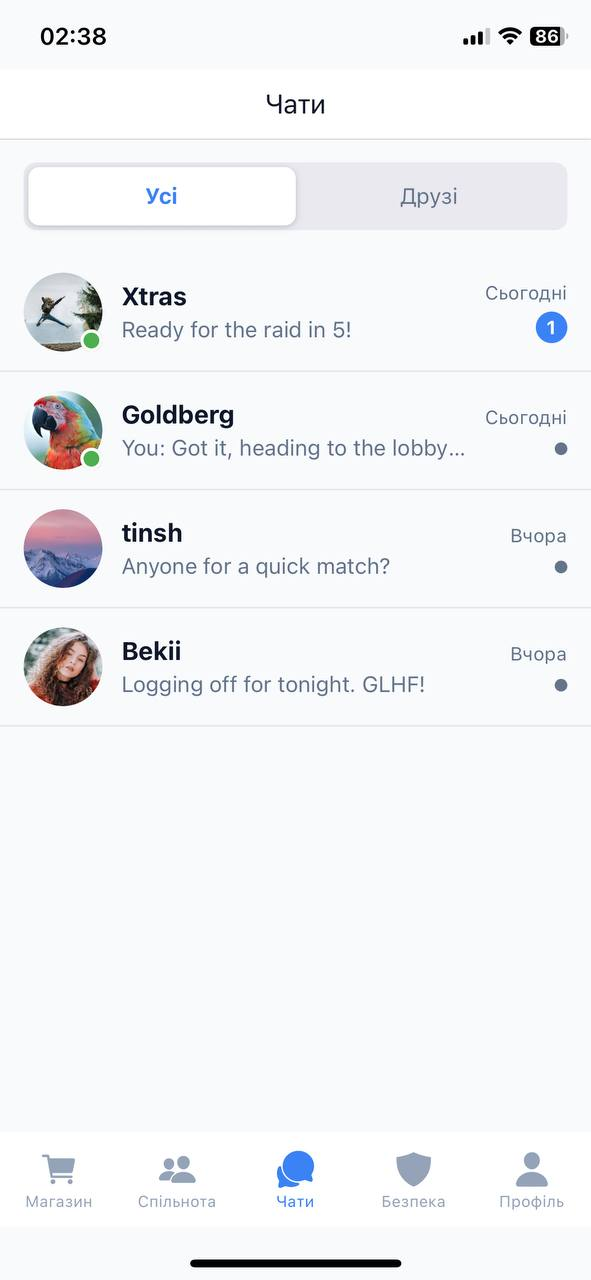 02:38
86
Чати
Усі
Друзі
Xtras
Сьогодні
Ready for the raid in 5!
1
Goldberg
Сьогодні
You: Got it, heading to the lobby...
tinsh
Вчора
Anyone for a quick match?
Bekii
Вчора
Logging off for tonight. GLHF!
Магазин
Спільнота
Чати
Безпека
Профіль